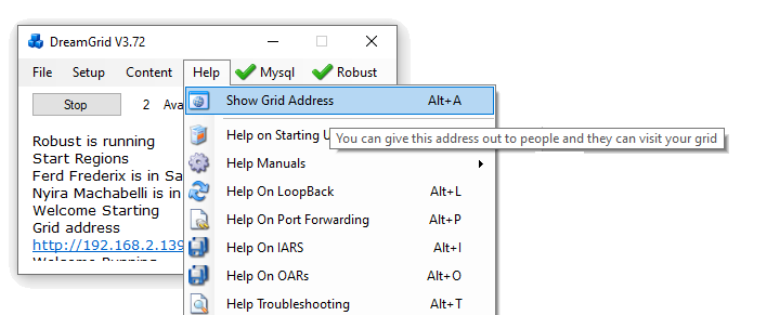 DreamGrid V3.72
File Setup Content Help Mysql Robust
Stop 2 Ava
Show Grid Address Alt+A
You can give this address out to people and they can visit your grid
Help on Starting U
Help Manuals
Help On LoopBack Alt+L
Help On Port Forwarding Alt+P
Help On IARS Alt+I
Help On OARs Alt+O
Help Troubleshooting Alt+T
Robust is running
Start Regions
Ferd Frederix is in Sa
Nyira Machabelli is in
Welcome Starting
Grid address
http://192.168.2.139